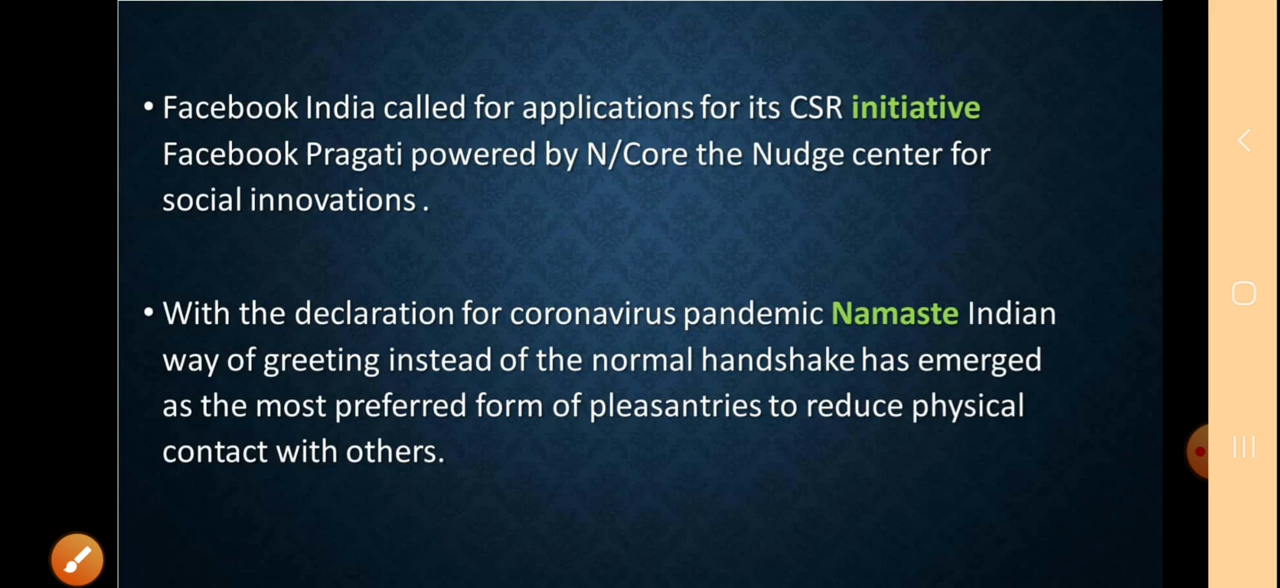 • Facebook India called for applications for its CSR initiative
Facebook Pragati powered by N/Core the Nudge center for
social innovations .
• With the declaration for coronavirus pandemic Namaste Indian
way of greeting instead of the normal handshake has emerged
as the most preferred form of pleasantries to reduce physical
contact with others.